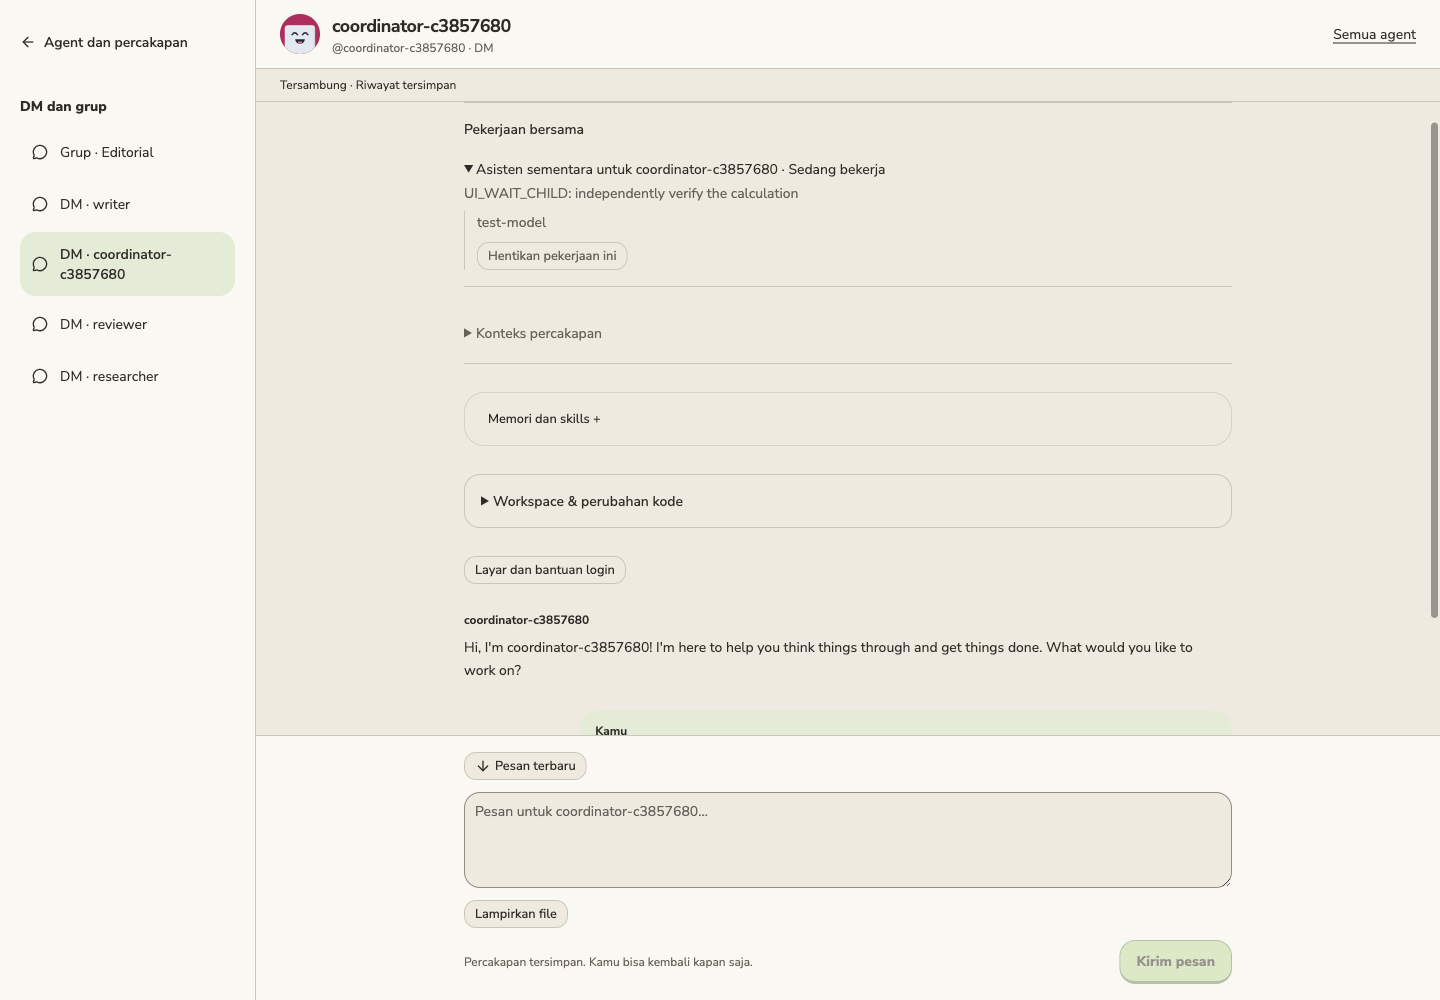 Agent dan percakapan
DM dan grup
Grup · Editorial
DM · writer
DM · coordinator-
c3857680
DM · reviewer
DM · researcher
coordinator-c3857680
@coordinator-c3857680 · DM
Semua agent
Tersambung · Riwayat tersimpan
Pekerjaan bersama
Asisten sementara untuk coordinator-c3857680 · Sedang bekerja
UI_WAIT_CHILD: independently verify the calculation
test-model
Hentikan pekerjaan ini
Konteks percakapan
Memori dan skills +
Workspace & perubahan kode
Layar dan bantuan login
coordinator-c3857680
Hi, I'm coordinator-c3857680! I'm here to help you think things through and get things done. What would you like to
work on?
Kamu
Pesan terbaru
Pesan untuk coordinator-c3857680...
Lampirkan file
Percakapan tersimpan. Kamu bisa kembali kapan saja.
Kirim pesan